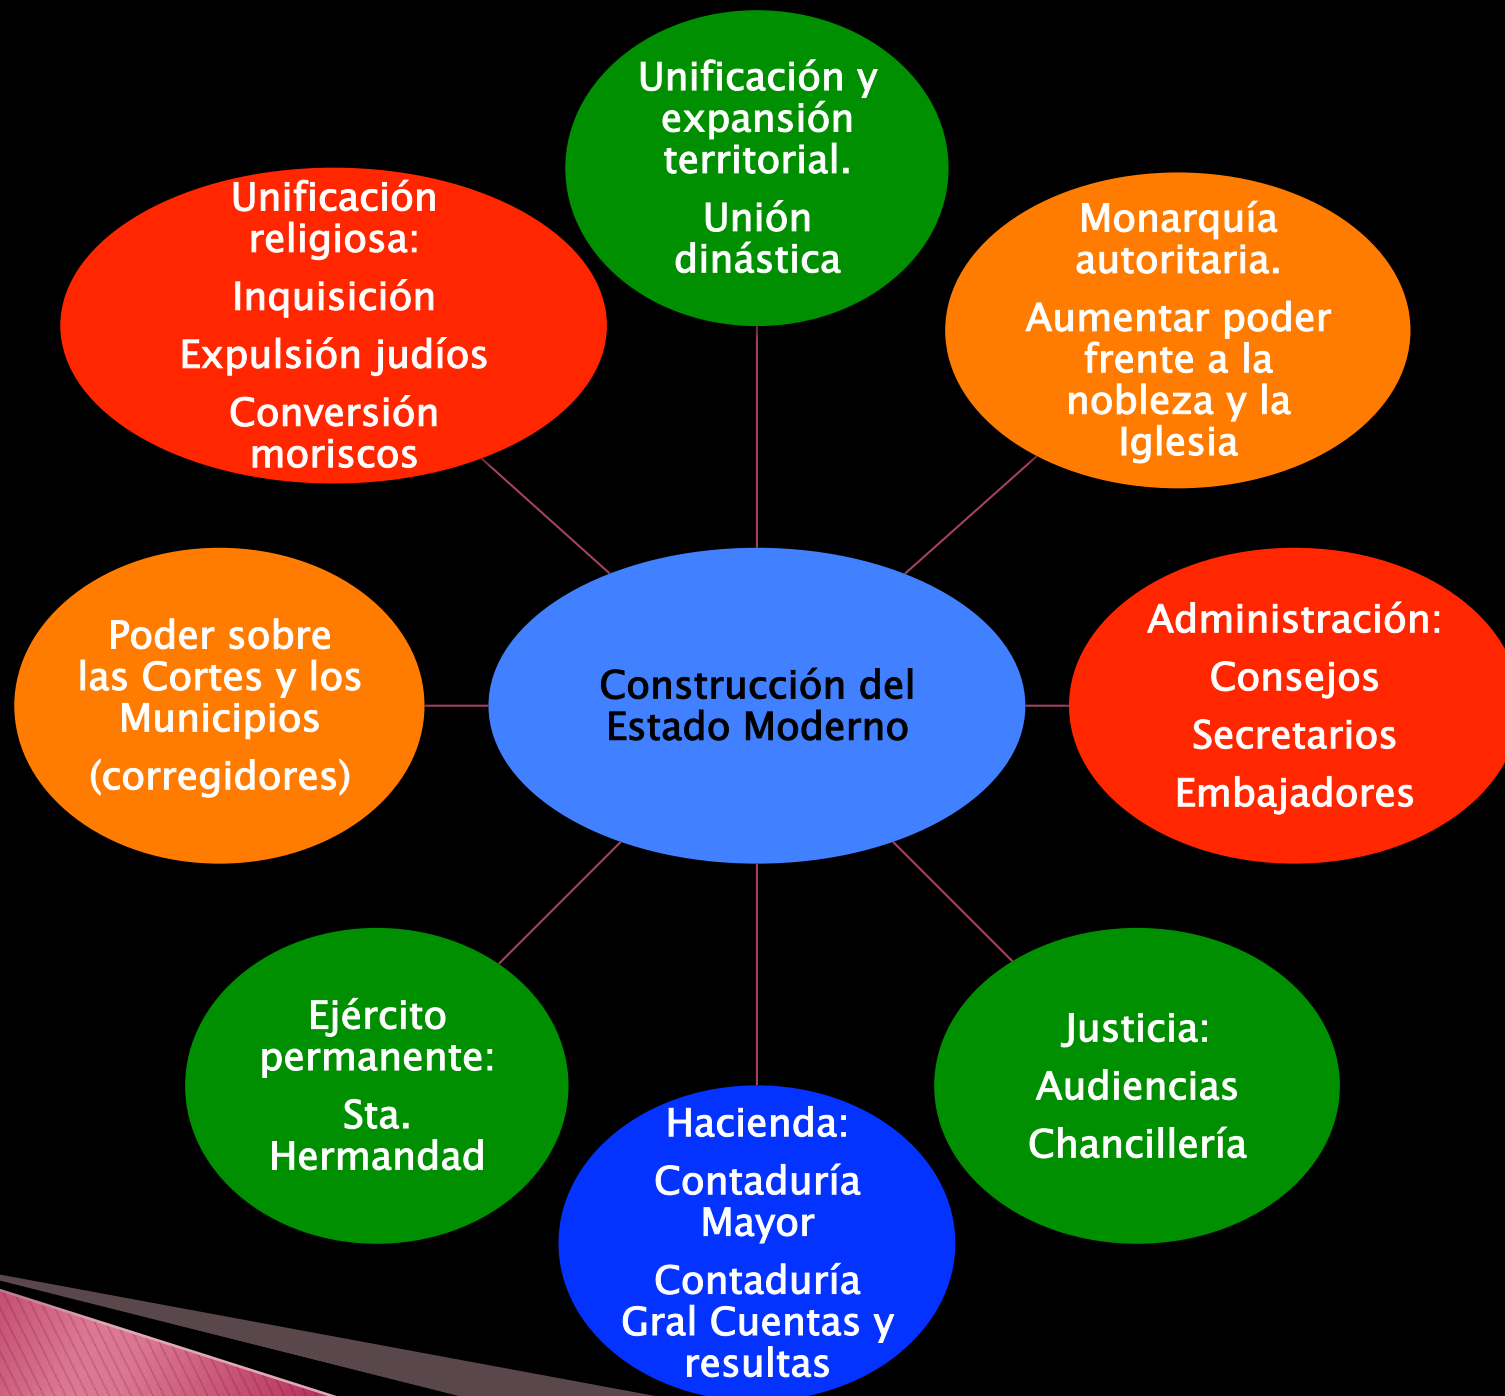 Unificación y
expansión
territorial.
Unión
dinástica
Monarquía
autoritaria.
Aumentar poder
frente a la
nobleza y la
Iglesia
Administración:
Consejos
Secretarios
Embajadores
Justicia:
Audiencias
Chancillería
Hacienda:
Contaduría
Mayor
Contaduría
Gral Cuentas y
resultas
Ejército
permanente:
Sta.
Hermandad
Poder sobre
las Cortes y los
Municipios
(corregidores)
Unificación
religiosa:
Inquisición
Expulsión judíos
Conversión
moriscos
Construcción del
Estado Moderno